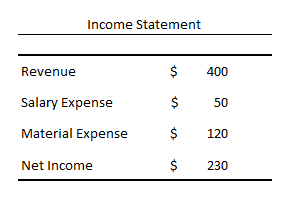 Income Statement
Revenue $ 400
Salary Expense $ 50
Material Expense $ 120
Net Income $ 230